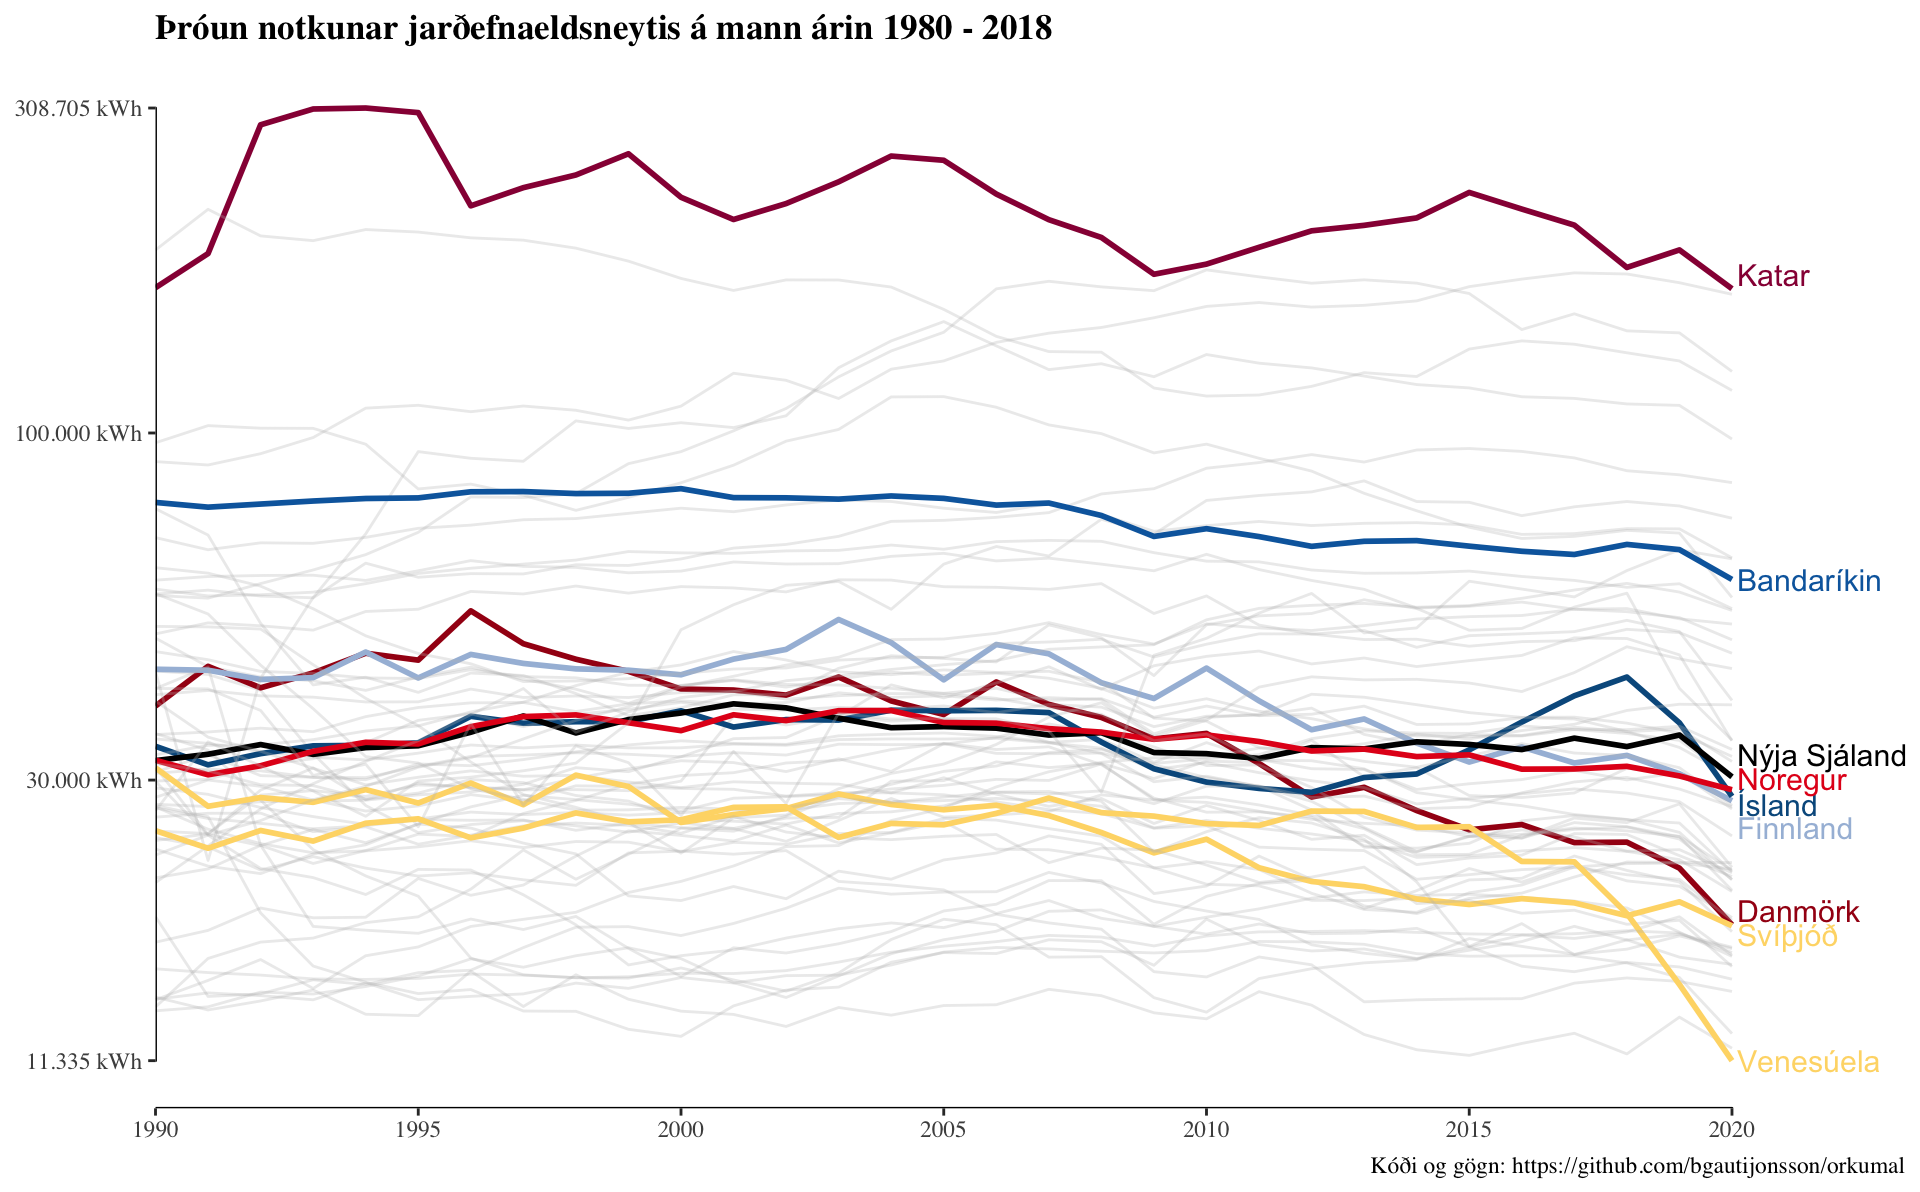 Þróun notkunar jarðefnaeldsneytis á mann árin 1980 - 2018
308.705 kWh
100.000 kWh
30.000 kWh
11.335 kWh
Katar
Bandaríkin
Nýja Sjáland
Noregur
Ísland
Finnland
Danmörk
Svíþjóð
Venesúela
1990 1995 2000 2005 2010 2015 2020
Kóði og gögn: https://github.com/bgautijonsson/orkumal